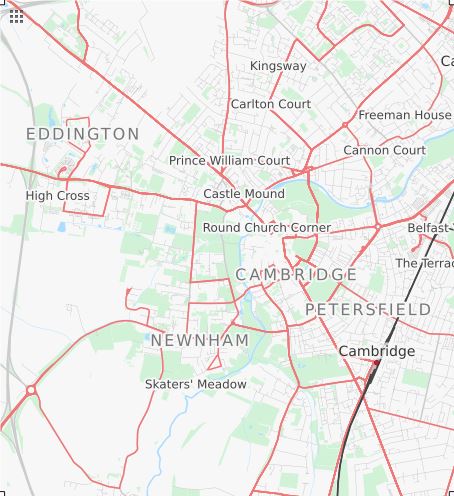 Kingsway
Ca
Carlton Court
Freeman House
EDDINGTON
Cannon Court
Prince William Court
High Cross
Castle Mound
Round Church Corner
Belfast
The Terrac
CAMBRIDGE
PETERSFIELD
NEWNHAM
Cambridge
Skaters' Meadow